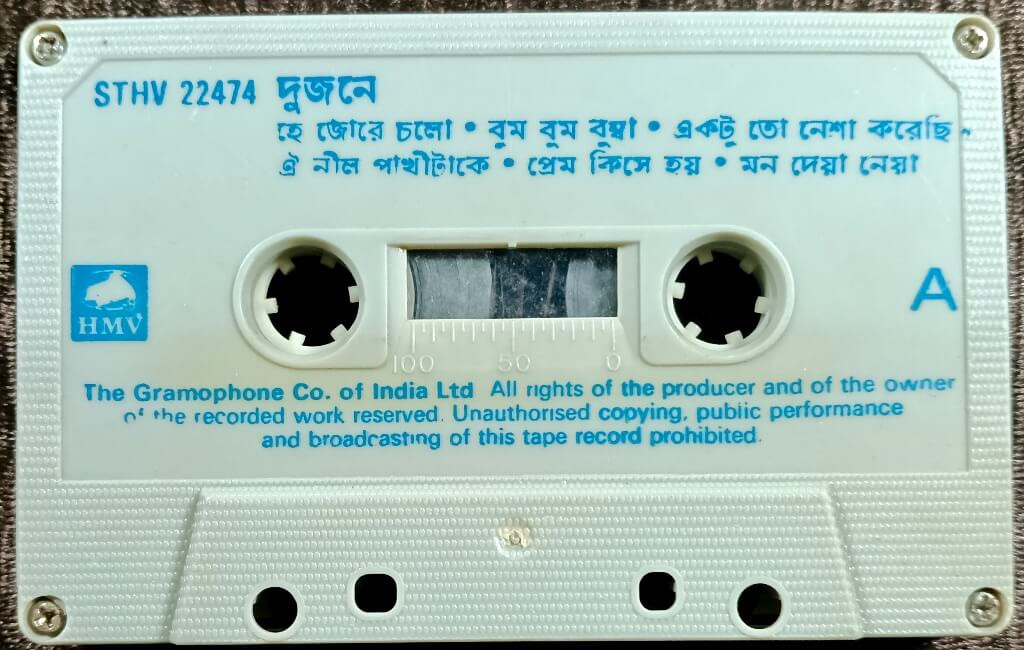 STHV 22474 দুজনে
হে জোরে চলো • বুম বুম বুম্বা • একটু তো নেশা করেছি •
ঐ নীল পাখীটাকে • প্রেম কিসে হয় • মন দেয়া নেয়া
HMV
A
100 50 0
The Gramophone Co. of India Ltd All rights of the producer and of the owner
of the recorded work reserved. Unauthorised copying, public performance
and broadcasting of this tape record prohibited.